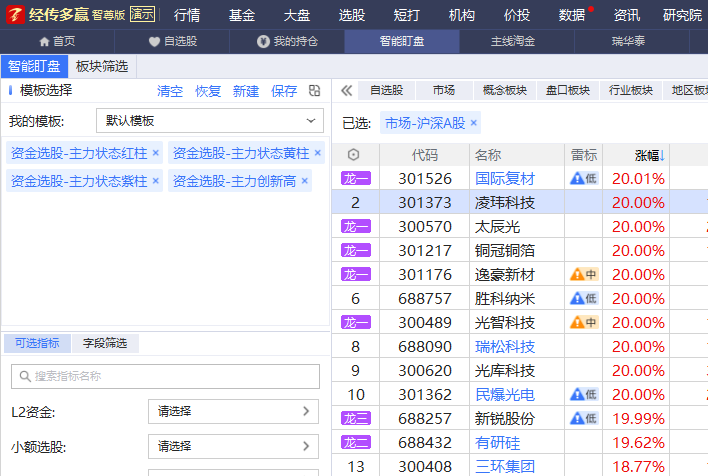 经传多赢 智尊版 演示 行情 基金 大盘 选股 短打 机构 价投 数据 资讯 研究院
首页 自选股 我的持仓 智能盯盘 主线淘金 瑞华泰
智能盯盘 板块筛选
模板选择 清空 恢复 新建 保存
我的模板: 默认模板
资金选股-主力状态红柱 × 资金选股-主力状态黄柱 ×
资金选股-主力状态紫柱 × 资金选股-主力创新高 ×
可选指标 字段筛选
搜索指标名称
L2资金: 请选择
小额选股: 请选择
自选股 市场 概念板块 盘口板块 行业板块 地区板块
已选: 市场-沪深A股 ×
代码 名称 雷标 涨幅↓
龙一 301526 国际复材 低 20.01%
2 301373 凌玮科技 20.00%
龙一 300570 太辰光 20.00%
龙一 301217 铜冠铜箔 20.00%
龙一 301176 逸豪新材 中 20.00%
6 688757 胜科纳米 低 20.00%
龙一 300489 光智科技 中 20.00%
8 688090 瑞松科技 20.00%
9 300620 光库科技 20.00%
10 301362 民爆光电 低 20.00%
龙三 688257 新锐股份 低 19.99%
龙二 688432 有研硅 19.62%
13 300408 三环集团 18.77%